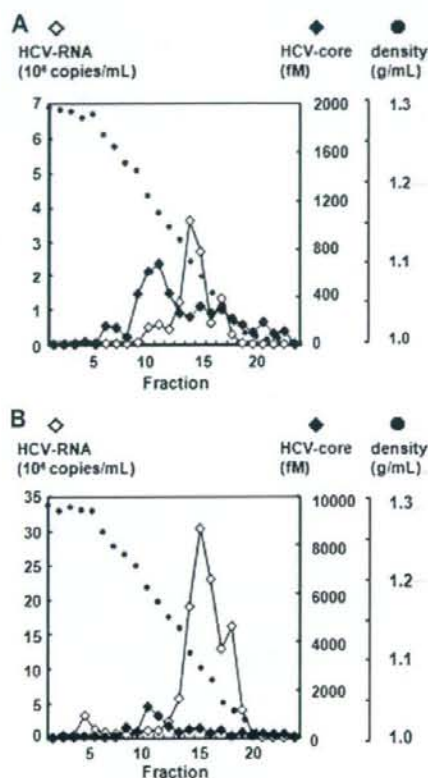 A
HCV-RNA HCV-core density
(10⁶ copies/mL) (fM) (g/mL)
7 2000 1.3
6 1600
5 1.2
4 1200
3 800 1.1
2
1 400
0 0 1.0
5 10 15 20
Fraction
B
HCV-RNA HCV-core density
(10⁶ copies/mL) (fM) (g/mL)
35 10000 1.3
30 8000
25 1.2
20 6000
15 4000 1.1
10
5 2000
0 0 1.0
5 10 15 20
Fraction